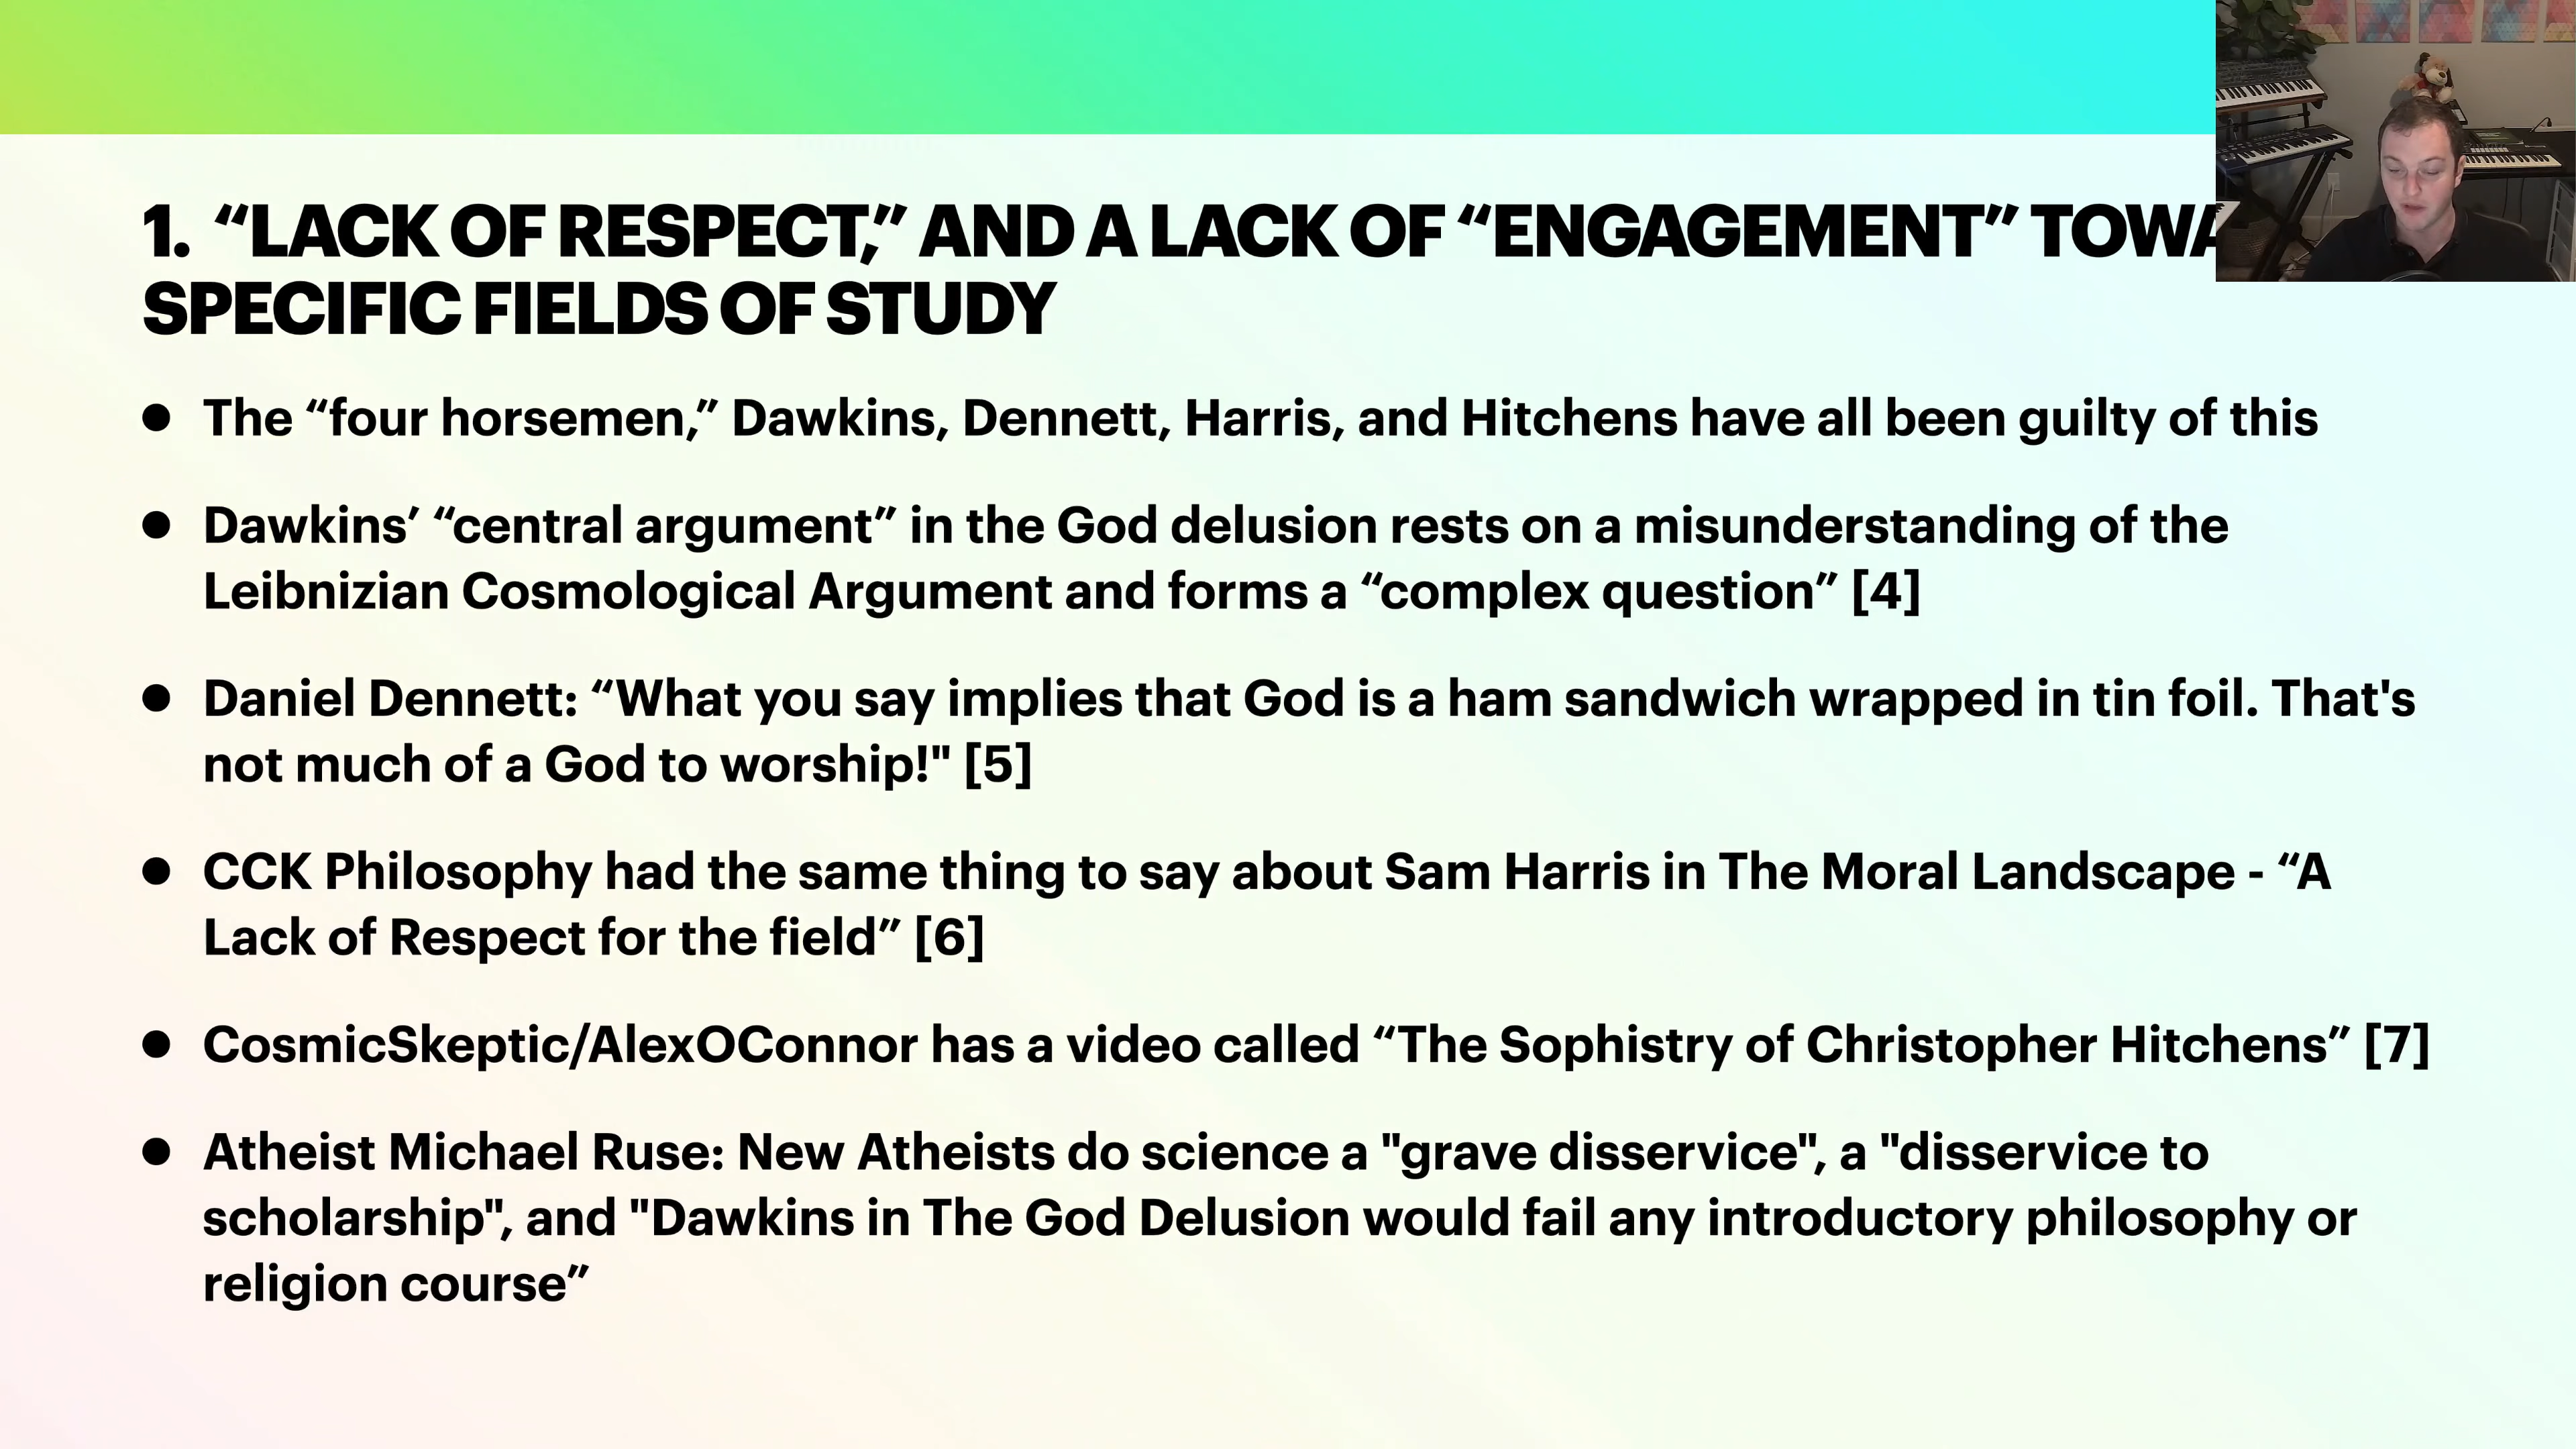 1. “LACK OF RESPECT,” AND A LACK OF “ENGAGEMENT”
SPECIFIC FIELDS OF STUDY
● The “four horsemen,” Dawkins, Dennett, Harris, and Hitchens have all been guilty of this
● Dawkins’ “central argument” in the God delusion rests on a misunderstanding of the
Leibnizian Cosmological Argument and forms a “complex question” [4]
● Daniel Dennett: “What you say implies that God is a ham sandwich wrapped in tin foil. That's
not much of a God to worship!" [5]
● CCK Philosophy had the same thing to say about Sam Harris in The Moral Landscape - “A
Lack of Respect for the field” [6]
● CosmicSkeptic/AlexOConnor has a video called “The Sophistry of Christopher Hitchens” [7]
● Atheist Michael Ruse: New Atheists do science a "grave disservice", a "disservice to
scholarship", and "Dawkins in The God Delusion would fail any introductory philosophy or
religion course”